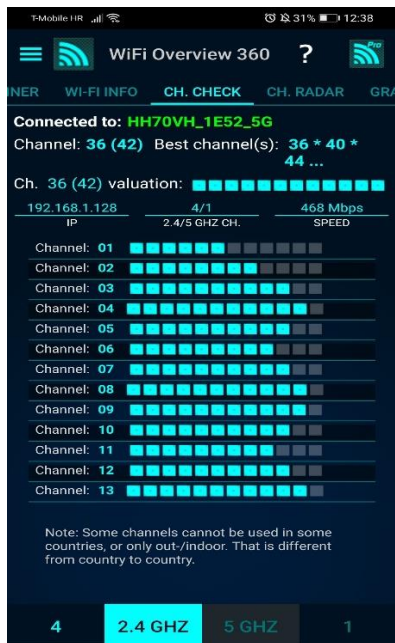 T-Mobile HR 31% 12:38
WiFi Overview 360 ? Pro
INER WI-FI INFO CH. CHECK CH. RADAR GRA
Connected to: HH70VH_1E52_5G
Channel: 36 (42) Best channel(s): 36 * 40 *
44 ...
Ch. 36 (42) valuation:
192.168.1.128 4/1 468 Mbps
IP 2.4/5 GHZ CH. SPEED
Channel: 01
Channel: 02
Channel: 03
Channel: 04
Channel: 05
Channel: 06
Channel: 07
Channel: 08
Channel: 09
Channel: 10
Channel: 11
Channel: 12
Channel: 13
Note: Some channels cannot be used in some
countries, or only out-/indoor. That is different
from country to country.
4 2.4 GHZ 5 GHZ 1